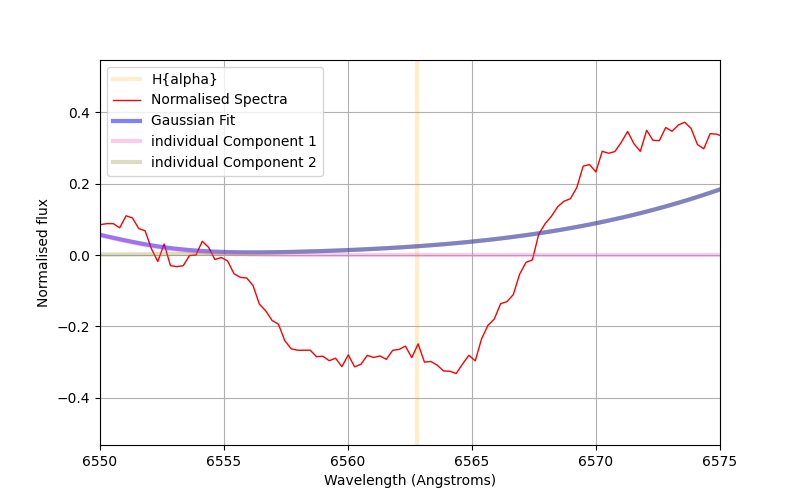 H{alpha}
Normalised Spectra
Gaussian Fit
individual Component 1
individual Component 2
0.4
0.2
0.0
−0.2
−0.4
Normalised flux
6550 6555 6560 6565 6570 6575
Wavelength (Angstroms)